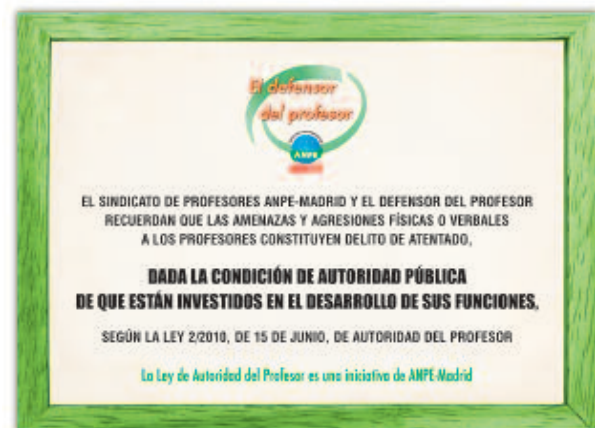 El defensor
del profesor
ANPE
EL SINDICATO DE PROFESORES ANPE-MADRID Y EL DEFENSOR DEL PROFESOR
RECUERDAN QUE LAS AMENAZAS Y AGRESIONES FÍSICAS O VERBALES
A LOS PROFESORES CONSTITUYEN DELITO DE ATENTADO,
DADA LA CONDICIÓN DE AUTORIDAD PÚBLICA
DE QUE ESTÁN INVESTIDOS EN EL DESARROLLO DE SUS FUNCIONES,
SEGÚN LA LEY 2/2010, DE 15 DE JUNIO, DE AUTORIDAD DEL PROFESOR
La Ley de Autoridad del Profesor es una iniciativa de ANPE-Madrid